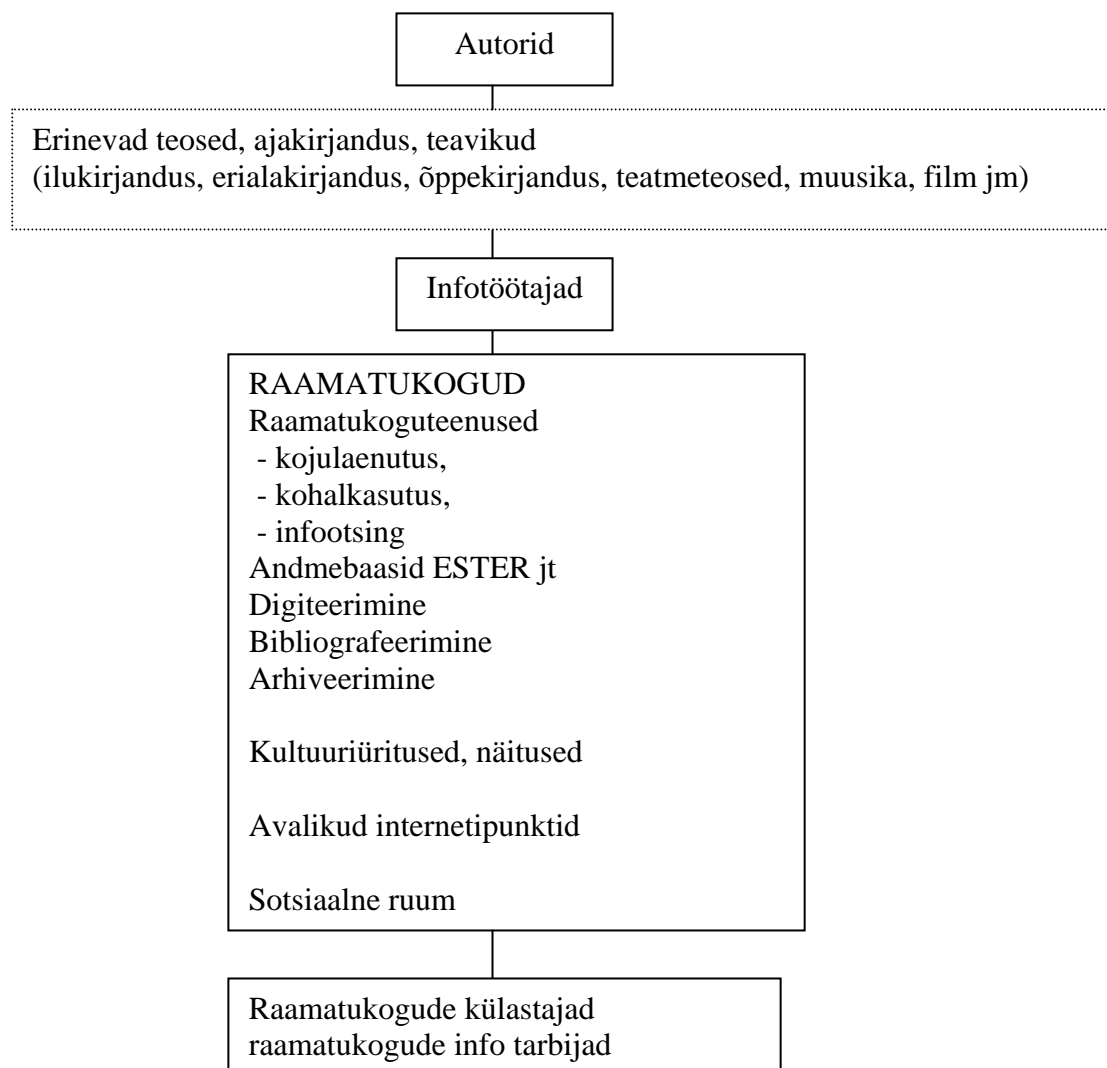 Autorid
Erinevad teosed, ajakirjandus, teavikud
(ilukirjandus, erialakirjandus, õppekirjandus, teatmeteosed, muusika, film jm)
Infotöötajad
RAAMATUKOGUD
Raamatukoguteenused
- kojulaenutus,
- kohalkasutus,
- infootsing
Andmebaasid ESTER jt
Digiteerimine
Bibliografeerimine
Arhiveerimine
Kultuuriüritused, näitused
Avalikud internetipunktid
Sotsiaalne ruum
Raamatukogude külastajad
raamatukogude info tarbijad